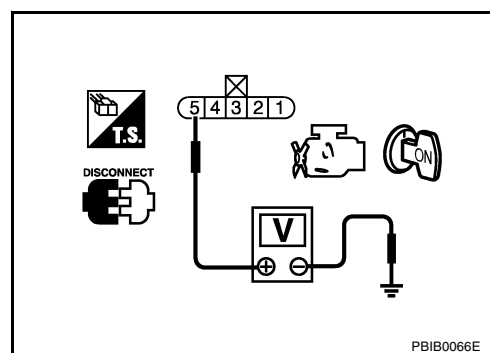 5 4 3 2 1
T.S.
ON
DISCONNECT
V
+ −
PBIB0066E